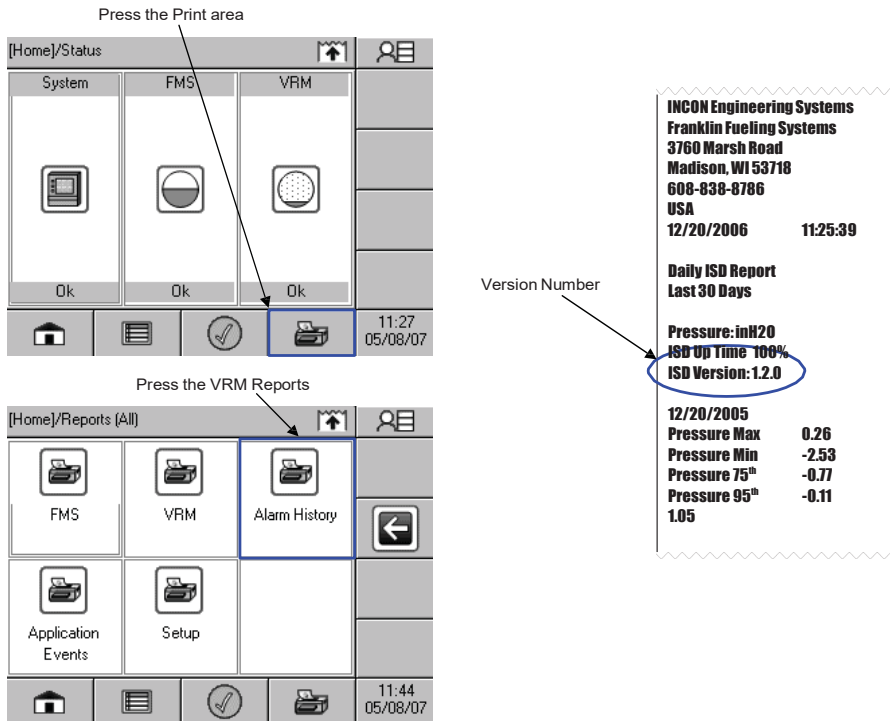 Press the Print area
[Home]/Status
System
FMS
VRM
Ok
Ok
Ok
11:27
05/08/07
Press the VRM Reports
[Home]/Reports (All)
FMS
VRM
Alarm History
Application
Events
Setup
11:44
05/08/07
Version Number
INCON Engineering Systems
Franklin Fueling Systems
3760 Marsh Road
Madison, WI 53718
608-838-8786
USA
12/20/2006 11:25:39
Daily ISD Report
Last 30 Days
Pressure: inH2O
ISD Up Time 100%
ISD Version: 1.2.0
12/20/2005
Pressure Max 0.26
Pressure Min -2.53
Pressure 75th -0.77
Pressure 95th -0.11
1.05